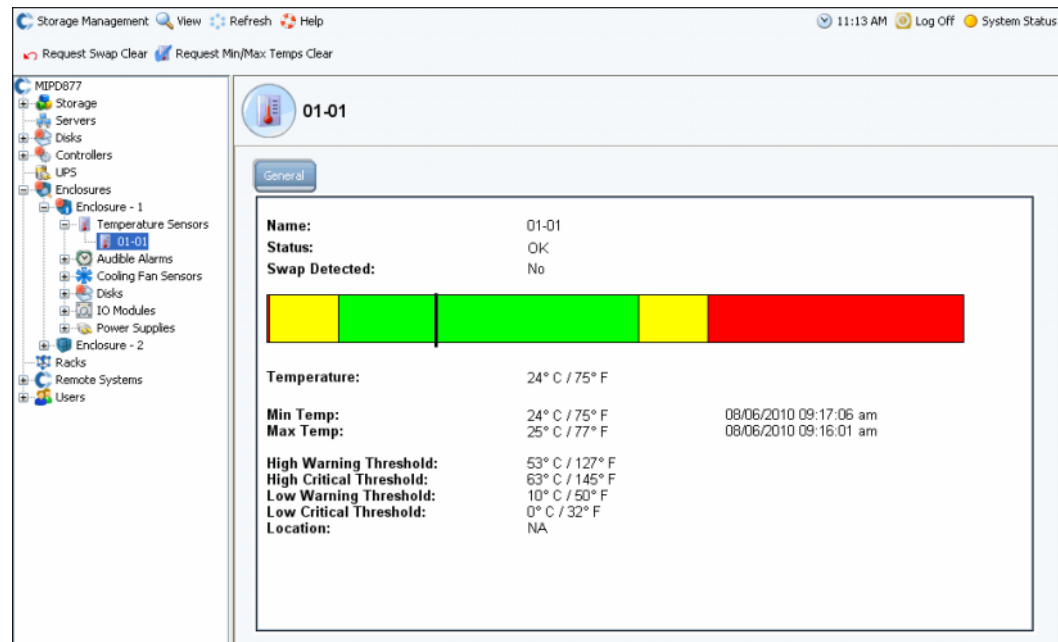 Storage Management View Refresh Help 11:13 AM Log Off System Status
Request Swap Clear Request Min/Max Temps Clear
MIPD877
Storage
Servers
Disks
Controllers
UPS
Enclosures
Enclosure - 1
Temperature Sensors
01-01
Audible Alarms
Cooling Fan Sensors
Disks
IO Modules
Power Supplies
Enclosure - 2
Racks
Remote Systems
Users
01-01
General
Name: 01-01
Status: OK
Swap Detected: No
Temperature: 24° C / 75° F
Min Temp: 24° C / 75° F 08/06/2010 09:17:06 am
Max Temp: 25° C / 77° F 08/06/2010 09:16:01 am
High Warning Threshold: 53° C / 127° F
High Critical Threshold: 63° C / 145° F
Low Warning Threshold: 10° C / 50° F
Low Critical Threshold: 0° C / 32° F
Location: NA